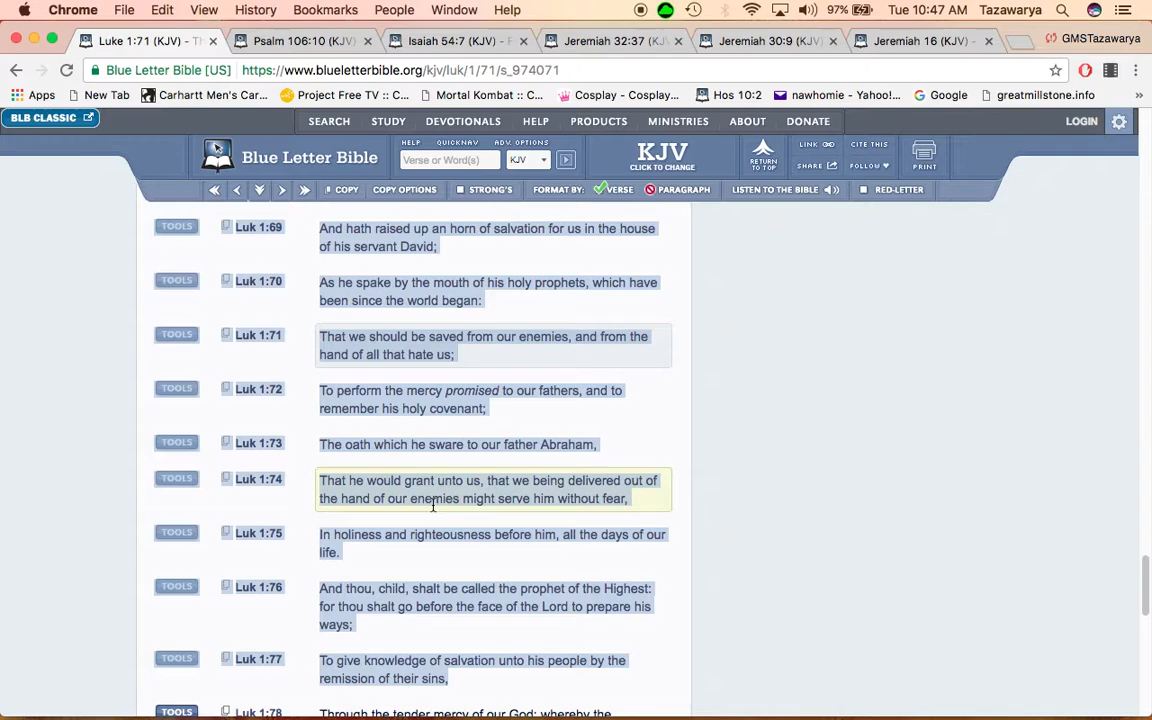 Chrome File Edit View History Bookmarks People Window Help 97% Tue 10:47 AM Tazawarya
Luke 1:71 (KJV) - Th Psalm 106:10 (KJV) Isaiah 54:7 (KJV) - F Jeremiah 32:37 (KJV) Jeremiah 30:9 (KJV) Jeremiah 16 (KJV) - GMSTazawarya
Blue Letter Bible [US] https://www.blueletterbible.org/kjv/luk/1/71/s_974071
Apps New Tab Carhartt Men's Car... Project Free TV :: C... Mortal Kombat :: C... Cosplay - Cosplay... Hos 10:2 nawhomie - Yahoo!... Google greatmillstone.info »
BLB CLASSIC SEARCH STUDY DEVOTIONALS HELP PRODUCTS MINISTRIES ABOUT DONATE LOGIN
HELP QUICKNAV ADV. OPTIONS
Blue Letter Bible Verse or Word(s) KJV
KJV
CLICK TO CHANGE
RETURN
TO TOP
LINK CITE THIS
SHARE FOLLOW
PRINT
COPY COPY OPTIONS STRONG'S FORMAT BY: VERSE PARAGRAPH LISTEN TO THE BIBLE RED-LETTER
TOOLS Luk 1:69 And hath raised up an horn of salvation for us in the house
of his servant David;
TOOLS Luk 1:70 As he spake by the mouth of his holy prophets, which have
been since the world began:
TOOLS Luk 1:71 That we should be saved from our enemies, and from the
hand of all that hate us;
TOOLS Luk 1:72 To perform the mercy promised to our fathers, and to
remember his holy covenant;
TOOLS Luk 1:73 The oath which he sware to our father Abraham,
TOOLS Luk 1:74 That he would grant unto us, that we being delivered out of
the hand of our enemies might serve him without fear,
TOOLS Luk 1:75 In holiness and righteousness before him, all the days of our
life.
TOOLS Luk 1:76 And thou, child, shalt be called the prophet of the Highest:
for thou shalt go before the face of the Lord to prepare his
ways;
TOOLS Luk 1:77 To give knowledge of salvation unto his people by the
remission of their sins,
TOOLS Luk 1:78 Through the tender mercy of our God; whereby the